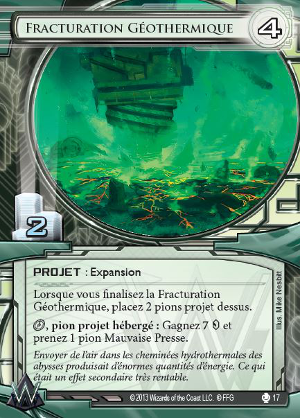 Fracturation Géothermique
4
2
PROJET : Expansion
Lorsque vous finalisez la Fracturation
Géothermique, placez 2 pions projet dessus.
, pion projet hébergé : Gagnez 7 et
prenez 1 pion Mauvaise Presse.
Envoyer de l'air dans les cheminées hydrothermales des
abysses produisait d'énormes quantités d'énergie. Ce qui
était un effet secondaire très rentable.
Illus. Mike Nesbitt
© 2013 Wizards of the Coast LLC. © FFG
17